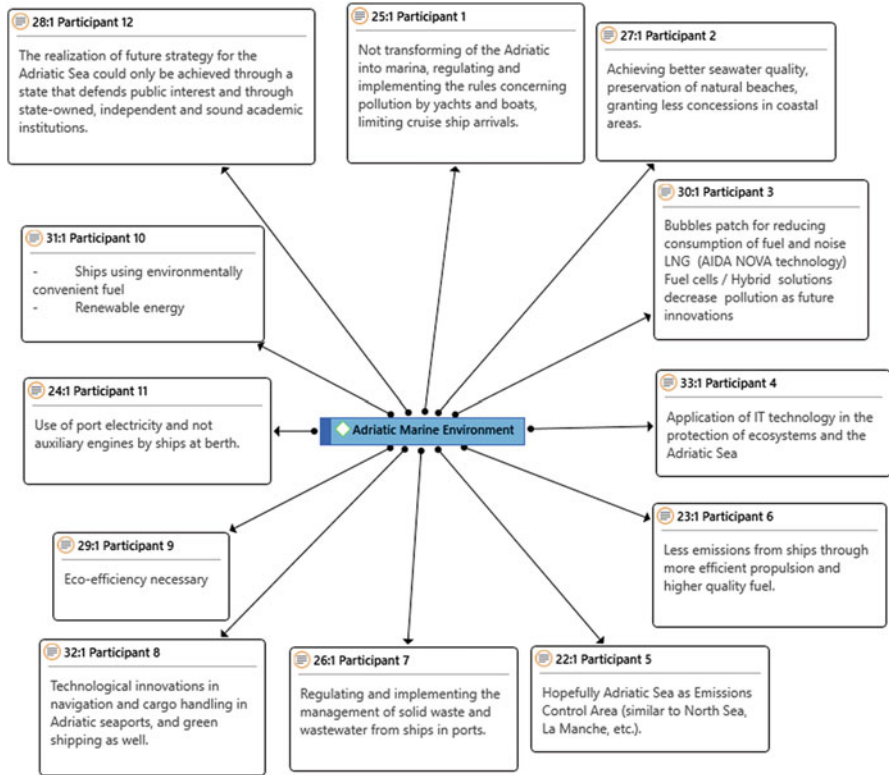 28:1 Participant 12
The realization of future strategy for the
Adriatic Sea could only be achieved through a
state that defends public interest and through
state-owned, independent and sound academic
institutions.
25:1 Participant 1
Not transforming of the Adriatic
into marina, regulating and
implementing the rules concerning
pollution by yachts and boats,
limiting cruise ship arrivals.
27:1 Participant 2
Achieving better seawater quality,
preservation of natural beaches,
granting less concessions in coastal
areas.
30:1 Participant 3
Bubbles patch for reducing
consumption of fuel and noise
LNG (AIDA NOVA technology)
Fuel cells / Hybrid solutions
decrease pollution as future
innovations
31:1 Participant 10
- Ships using environmentally
convenient fuel
- Renewable energy
24:1 Participant 11
Use of port electricity and not
auxiliary engines by ships at berth.
Adriatic Marine Environment
33:1 Participant 4
Application of IT technology in the
protection of ecosystems and the
Adriatic Sea
23:1 Participant 6
Less emissions from ships through
more efficient propulsion and
higher quality fuel.
29:1 Participant 9
Eco-efficiency necessary
32:1 Participant 8
Technological innovations in
navigation and cargo handling in
Adriatic seaports, and green
shipping as well.
26:1 Participant 7
Regulating and implementing the
management of solid waste and
wastewater from ships in ports.
22:1 Participant 5
Hopefully Adriatic Sea as Emissions
Control Area (similar to North Sea,
La Manche, etc.).